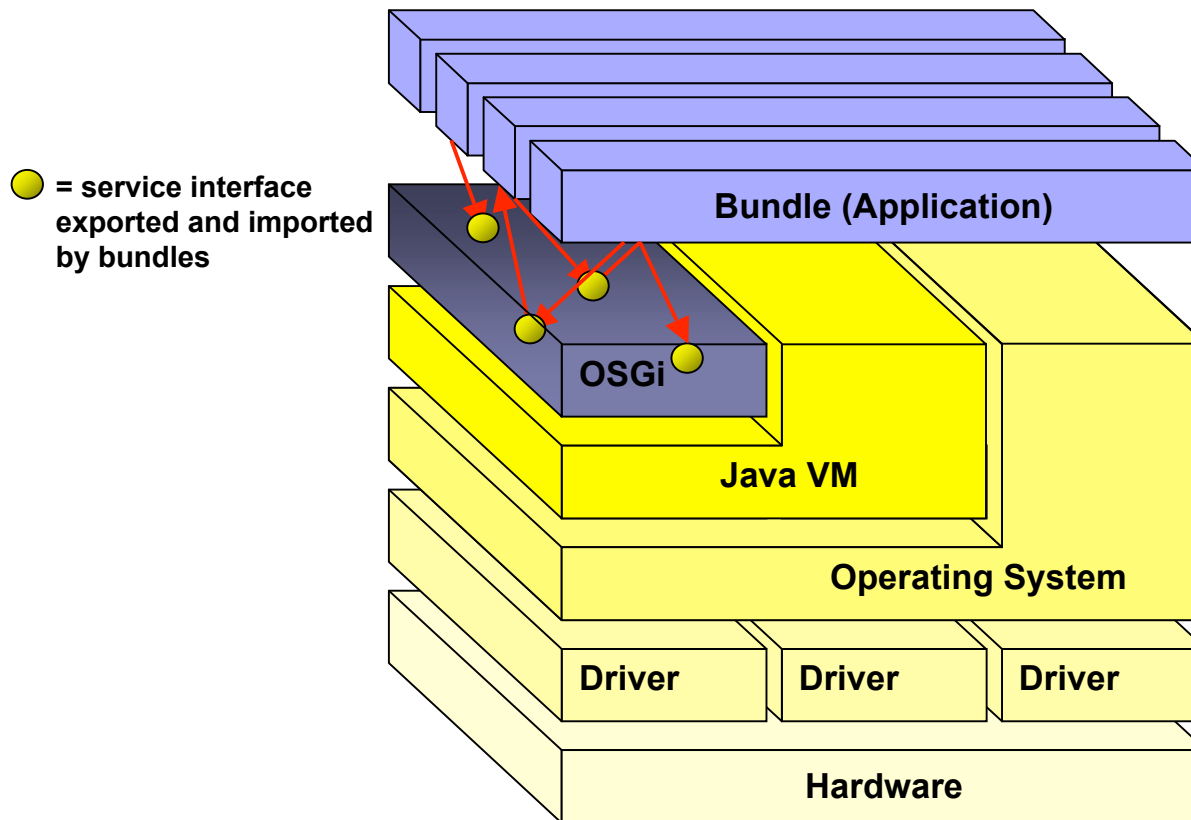 = service interface
exported and imported
by bundles
Bundle (Application)
OSGi
Java VM
Operating System
Driver
Driver
Driver
Hardware